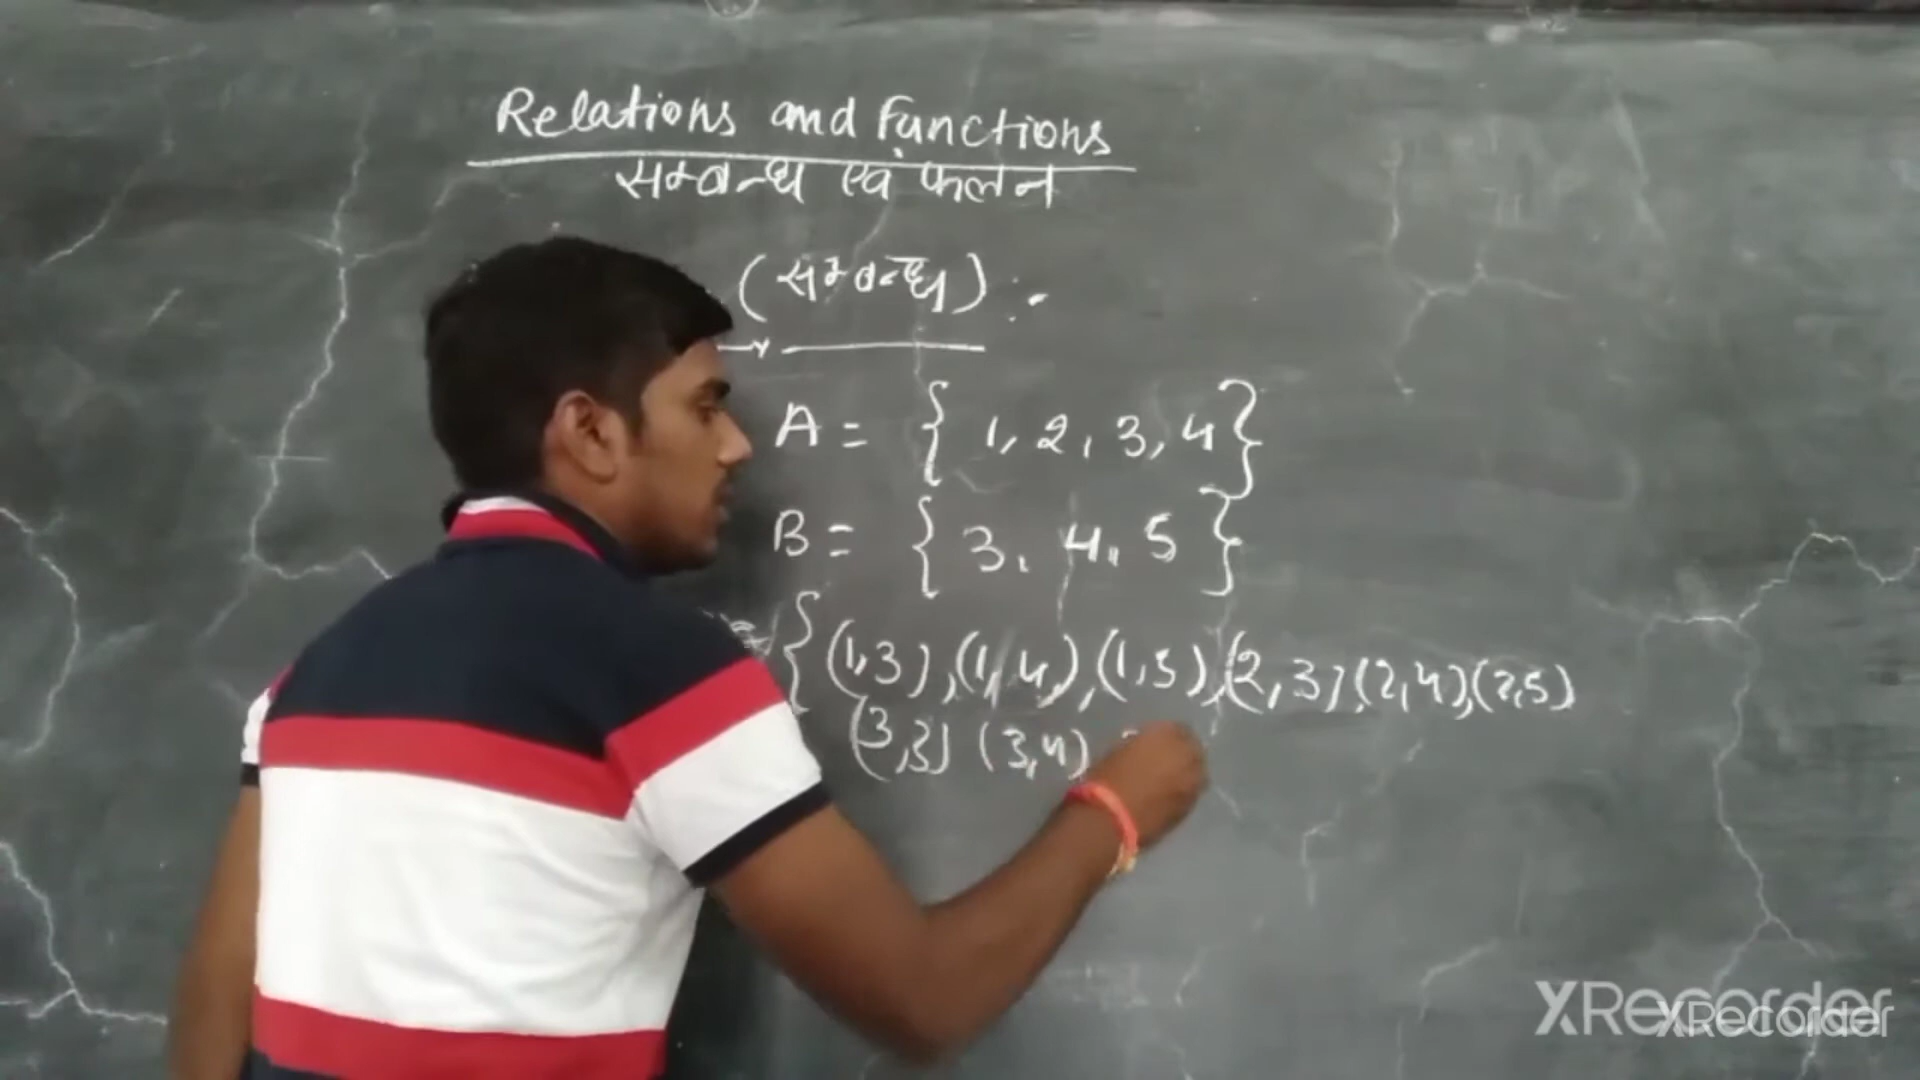 Relations and Functions
सम्बन्ध एवं फलन
(सम्बन्ध) :-
A = { 1, 2, 3, 4 }
B = { 3, 4, 5 }
{ (1,3), (1,4), (1,5), (2,3) (2,4), (2,5)
(3,3) (3,4)
XRecorder
XRecorder